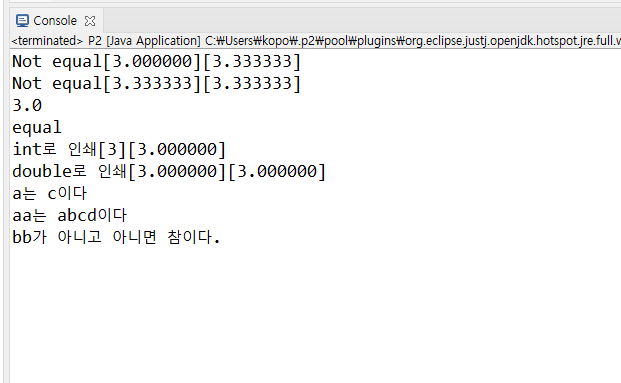 Console
<terminated> P2 [Java Application] C:₩Users₩kopo₩.p2₩pool₩plugins₩org.eclipse.justj.openjdk.hotspot.jre.full.w
Not equal[3.000000][3.333333]
Not equal[3.333333][3.333333]
3.0
equal
int로 인쇄[3][3.000000]
double로 인쇄[3.000000][3.000000]
a는 c이다
aa는 abcd이다
bb가 아니고 아니면 참이다.